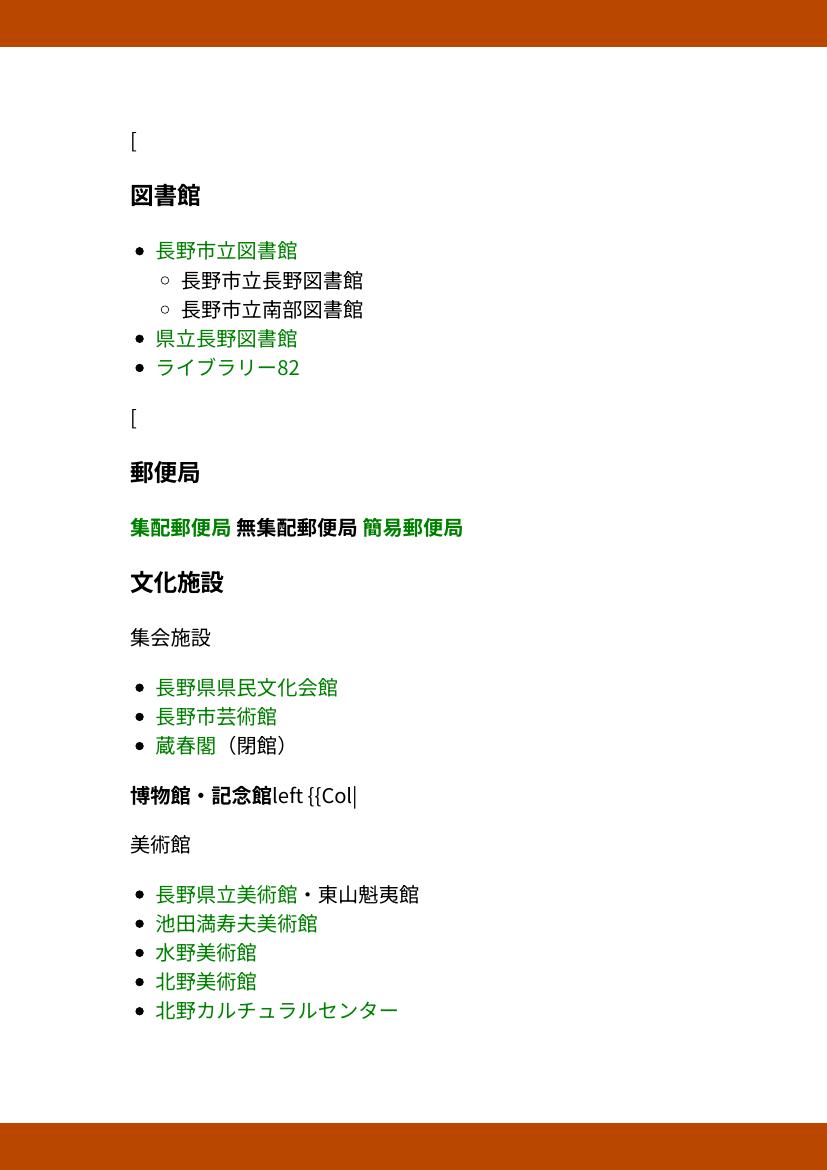 [
図書館
長野市立図書館
長野市立長野図書館
長野市立南部図書館
県立長野図書館
ライブラリー82
[
郵便局
集配郵便局 無集配郵便局 簡易郵便局
文化施設
集会施設
長野県県民文化会館
長野市芸術館
蔵春閣（閉館）
博物館・記念館left {{Col|
美術館
長野県立美術館・東山魁夷館
池田満寿夫美術館
水野美術館
北野美術館
北野カルチュラルセンター